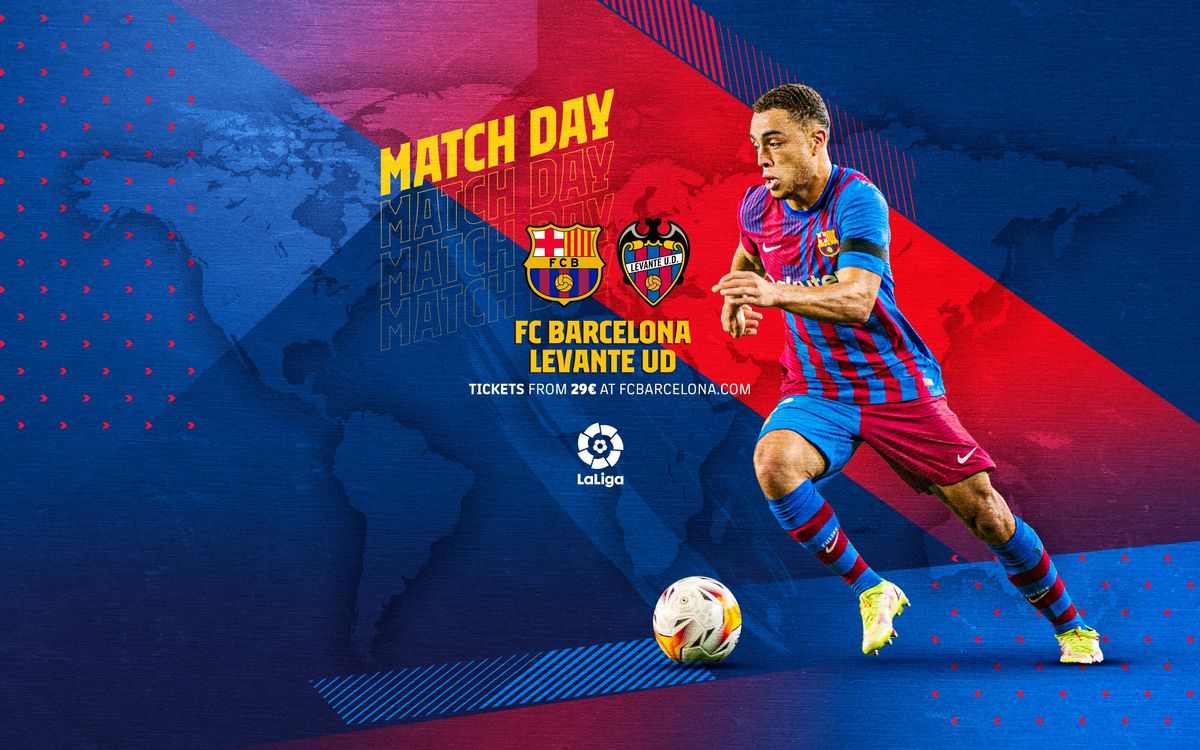 MATCH DAY
MATCH DAY
MATCH DAY
MATCH DAY
MATCH DAY
FCB
LEVANTE U.D.
FC BARCELONA
LEVANTE UD
TICKETS FROM 29€ AT FCBARCELONA.COM
LaLiga